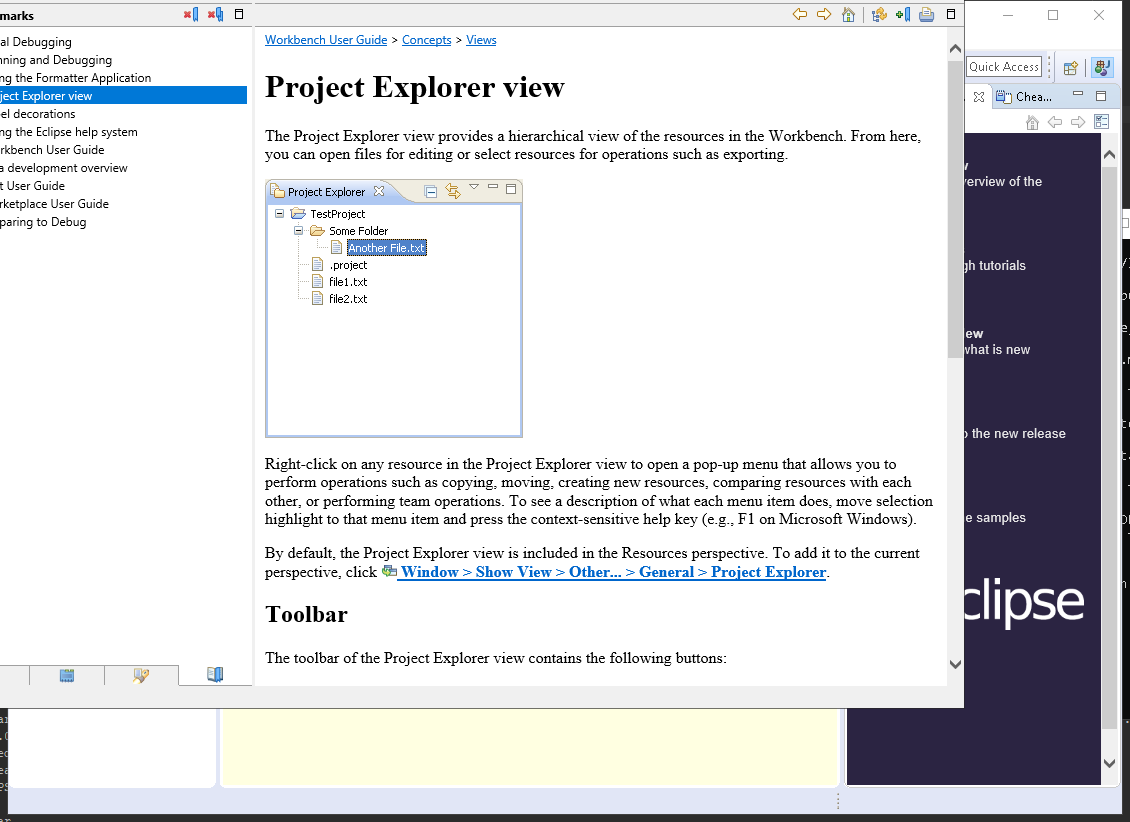 marks
al Debugging
nning and Debugging
ng the Formatter Application
ject Explorer view
el decorations
ng the Eclipse help system
rkbench User Guide
a development overview
t User Guide
rketplace User Guide
paring to Debug
Workbench User Guide > Concepts > Views
Project Explorer view
The Project Explorer view provides a hierarchical view of the resources in the Workbench. From here,
you can open files for editing or select resources for operations such as exporting.
Project Explorer
TestProject
Some Folder
Another File.txt
.project
file1.txt
file2.txt
Right-click on any resource in the Project Explorer view to open a pop-up menu that allows you to
perform operations such as copying, moving, creating new resources, comparing resources with each
other, or performing team operations. To see a description of what each menu item does, move selection
highlight to that menu item and press the context-sensitive help key (e.g., F1 on Microsoft Windows).
By default, the Project Explorer view is included in the Resources perspective. To add it to the current
perspective, click Window > Show View > Other... > General > Project Explorer.
Toolbar
The toolbar of the Project Explorer view contains the following buttons:
Quick Access
Chea...
verview of the
gh tutorials
ew
what is new
o the new release
e samples
clipse